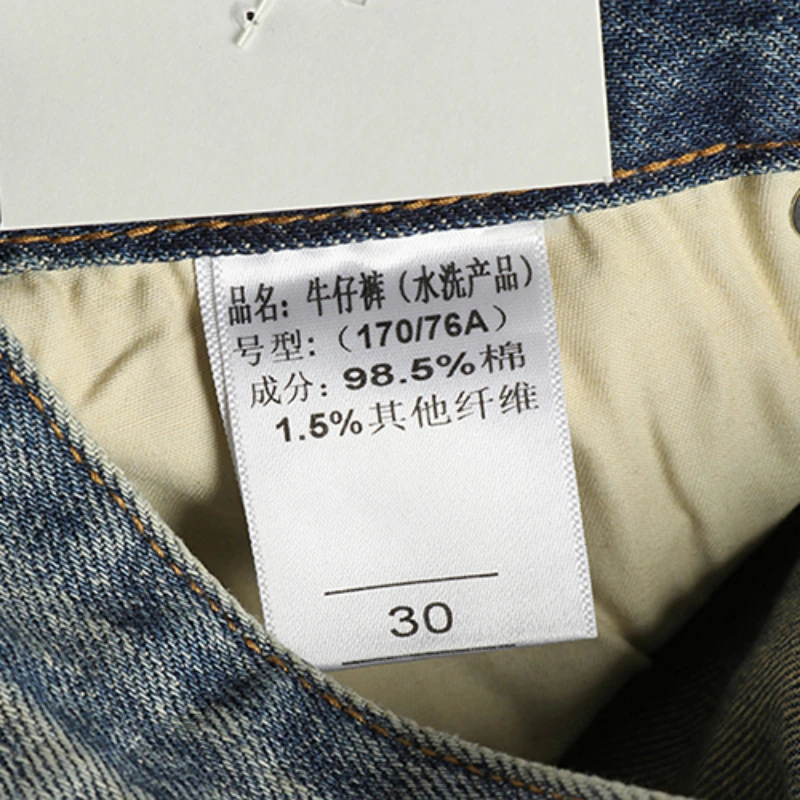 品名：牛仔裤（水洗产品）
号型：（170/76A）
成分：98.5%棉
1.5%其他纤维
30